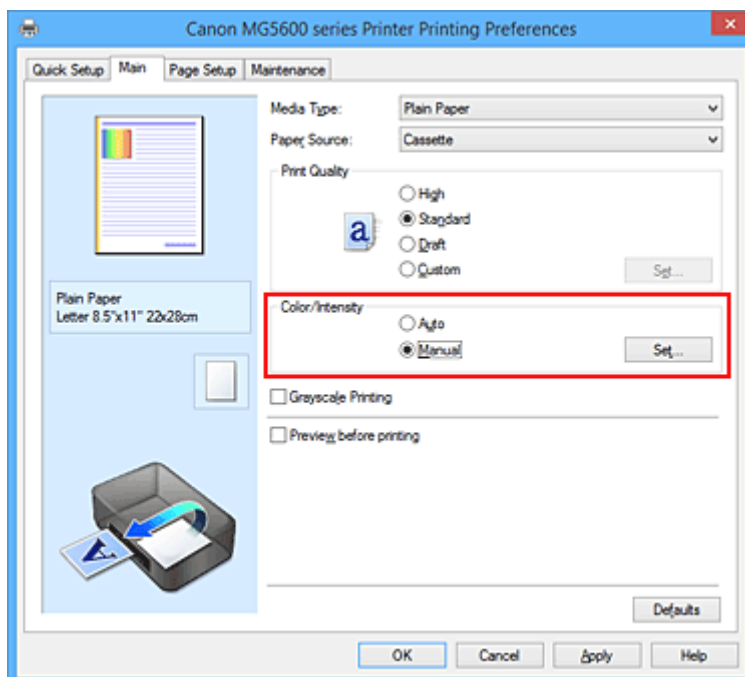 Canon MG5600 series Printer Printing Preferences
Quick Setup Main Page Setup Maintenance
Media Type: Plain Paper
Paper Source: Cassette
Print Quality
High
Standard
Draft
Custom Set...
a
Color/Intensity
Auto
Manual Set...
Plain Paper
Letter 8.5"x11" 22x28cm
Grayscale Printing
Preview before printing
A
Defaults
OK Cancel Apply Help